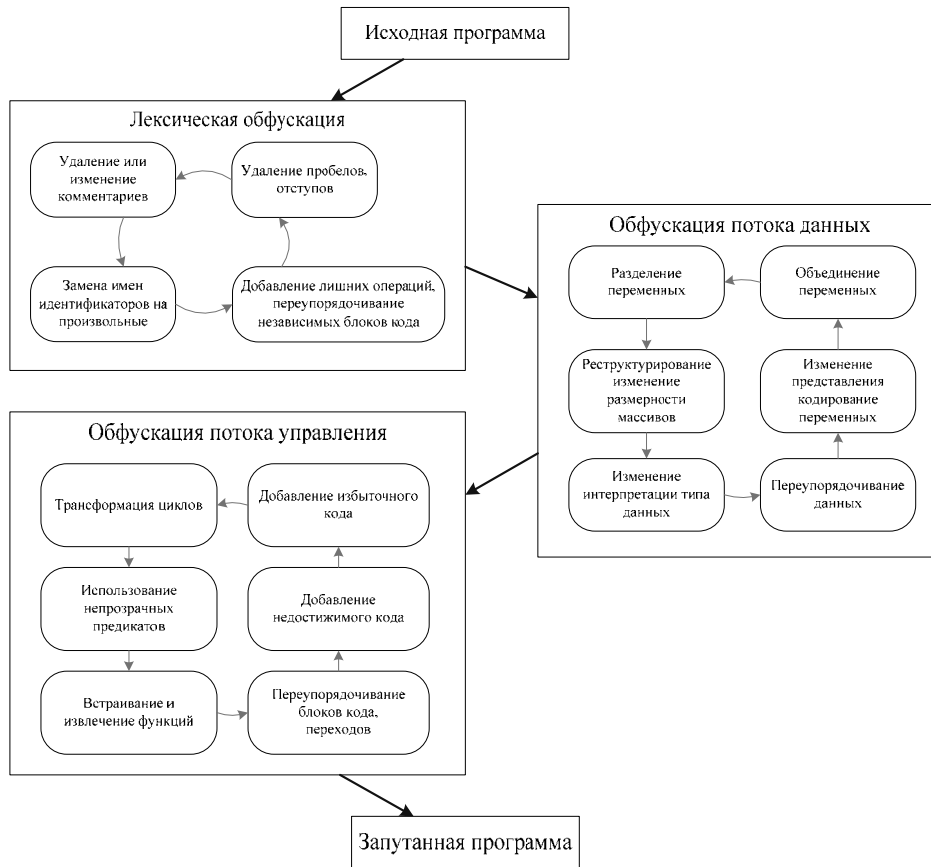 Исходная программа
Лексическая обфускация
Удаление или
изменение
комментариев
Удаление пробелов,
отступов
Замена имен
идентификаторов на
произвольные
Добавление лишних операций,
переупорядочивание
независимых блоков кода
Обфускация потока данных
Разделение
переменных
Объединение
переменных
Реструктурирование
изменение
размерности
массивов
Изменение
представления
кодирование
переменных
Изменение
интерпретации типа
данных
Переупорядочивание
данных
Обфускация потока управления
Трансформация циклов
Добавление избыточного
кода
Использование
непрозрачных
предикатов
Добавление
недостижимого кода
Встраивание и
извлечение функций
Переупорядочивание
блоков кода,
переходов
Запутанная программа